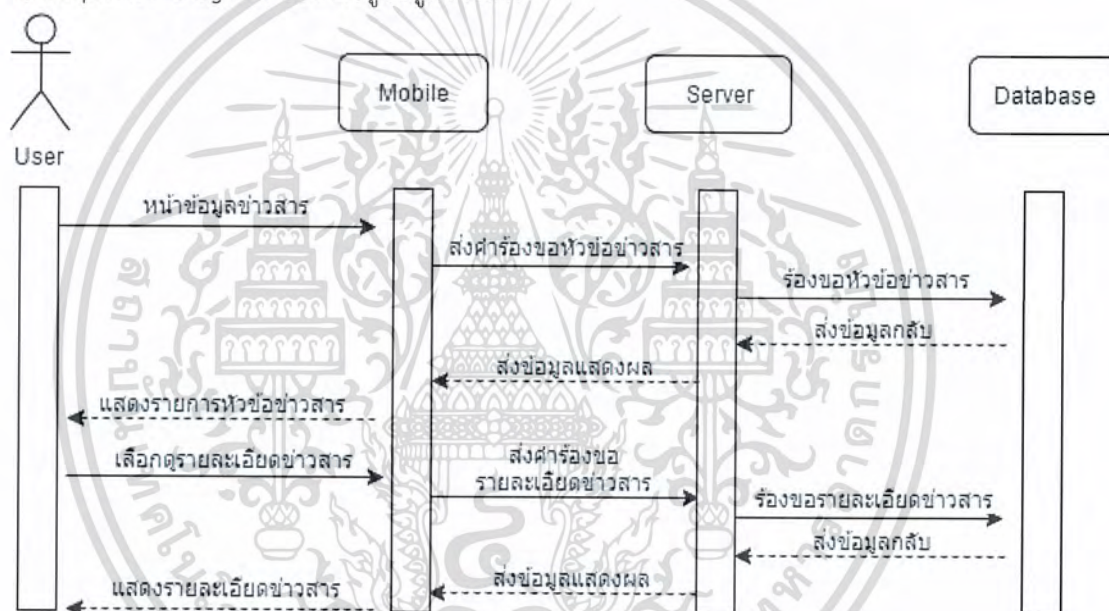 Mobile
Server
Database
User
หน้าข้อมูลข่าวสาร
ส่งคำร้องขอหัวข้อข่าวสาร
ร้องขอหัวข้อข่าวสาร
ส่งข้อมูลกลับ
ส่งข้อมูลแสดงผล
แสดงรายการหัวข้อข่าวสาร
เลือกดูรายละเอียดข่าวสาร
ส่งคำร้องขอ
รายละเอียดข่าวสาร
ร้องขอรายละเอียดข่าวสาร
ส่งข้อมูลกลับ
ส่งข้อมูลแสดงผล
แสดงรายละเอียดข่าวสาร